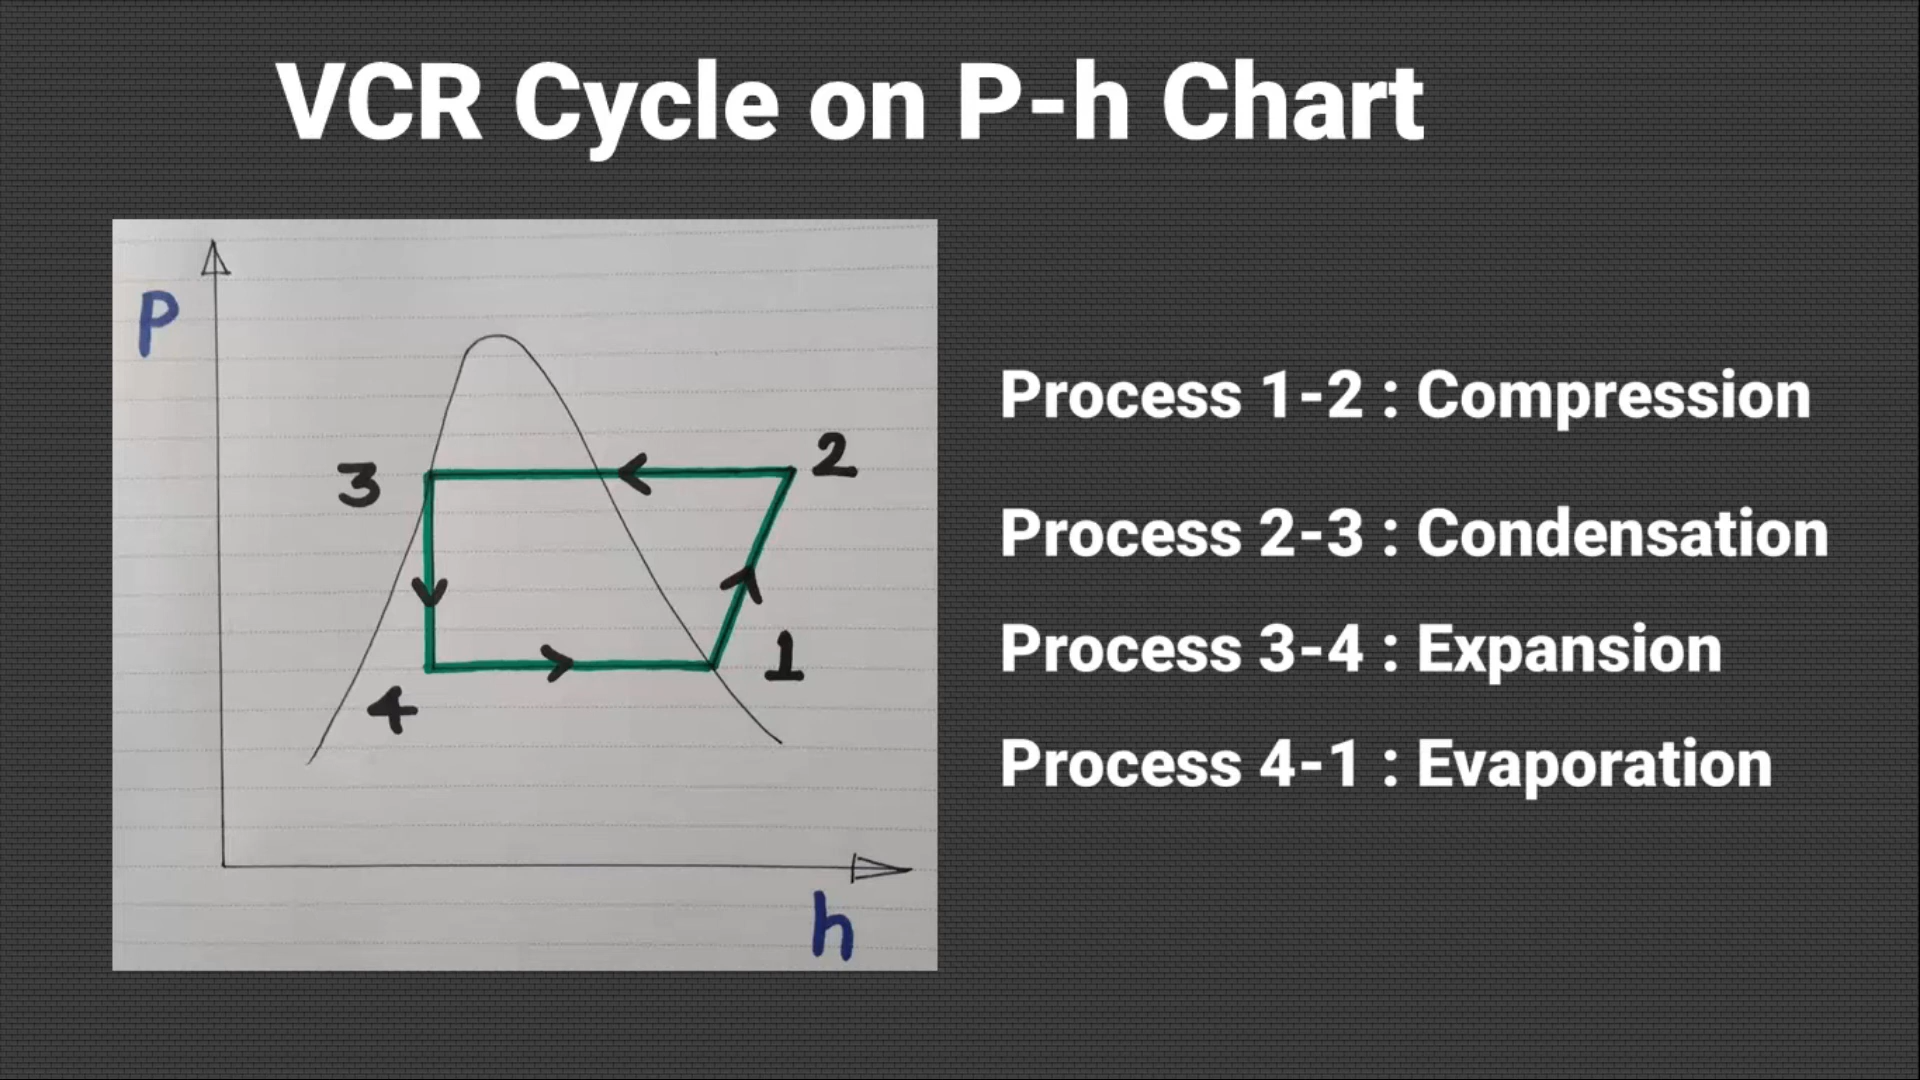 VCR Cycle on P-h Chart
P
3
2
1
4
h
Process 1-2 : Compression
Process 2-3 : Condensation
Process 3-4 : Expansion
Process 4-1 : Evaporation